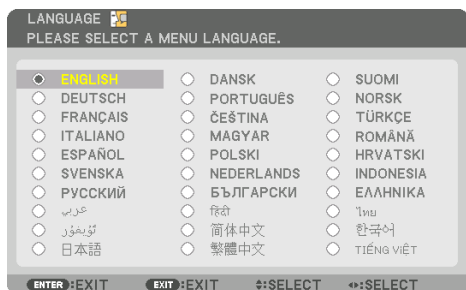 LANGUAGE
PLEASE SELECT A MENU LANGUAGE.
ENGLISH DANSK SUOMI
DEUTSCH PORTUGUÊS NORSK
FRANÇAIS ČEŠTINA TÜRKÇE
ITALIANO MAGYAR ROMÂNĂ
ESPAÑOL POLSKI HRVATSKI
SVENSKA NEDERLANDS INDONESIA
РУССКИЙ БЪЛГАРСКИ ΕΛΛΗΝΙΚΑ
عربي हिंदी ไทย
ئۇيغۇر 简体中文 한국어
日本語 繁體中文 TIẾNG VIỆT
ENTER :EXIT EXIT :EXIT :SELECT :SELECT